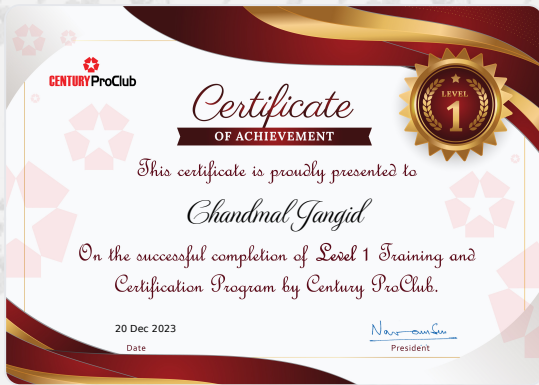 CENTURY ProClub
LEVEL
1
Certificate
OF ACHIEVEMENT
This certificate is proudly presented to
Chandmal Jangid
On the successful completion of Level 1 Training and
Certification Program by Century ProClub.
20 Dec 2023
Date
President